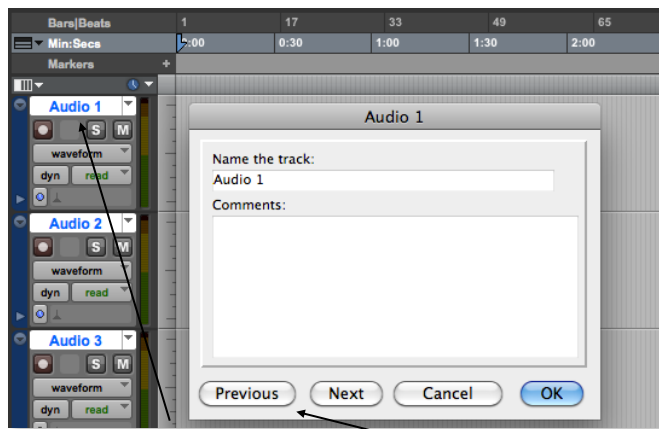 Bars|Beats 1 17 33 49 65
Min:Secs 0:00 0:30 1:00 1:30 2:00
Markers +
Audio 1
S M
waveform
dyn read
Audio 2
S M
waveform
dyn read
Audio 3
S M
waveform
dyn read
Audio 1
Name the track:
Audio 1
Comments:
Previous Next Cancel OK